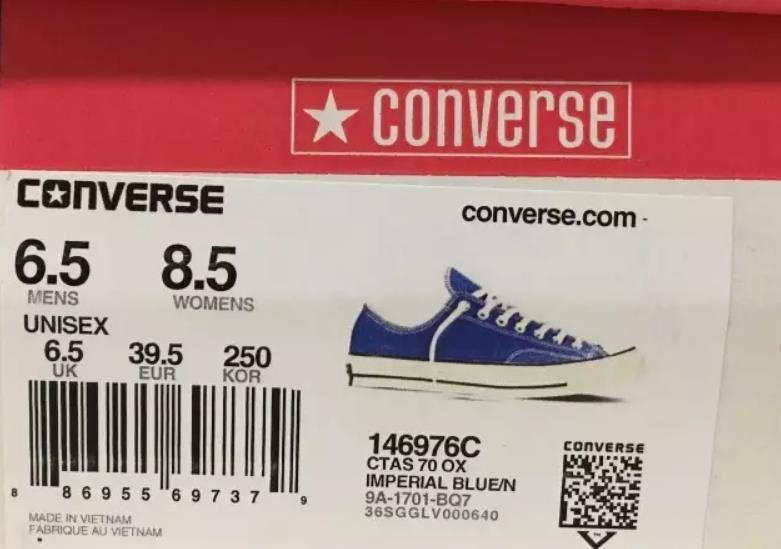 converse
CONVERSE
converse.com
6.5 8.5
MENS WOMENS
UNISEX
6.5 39.5 250
UK EUR KOR
8 86955 69737 9
MADE IN VIETNAM
FABRIQUE AU VIETNAM
146976C
CTAS 70 OX
IMPERIAL BLUE/N
9A-1701-BQ7
36SGGLV000640
CONVERSE